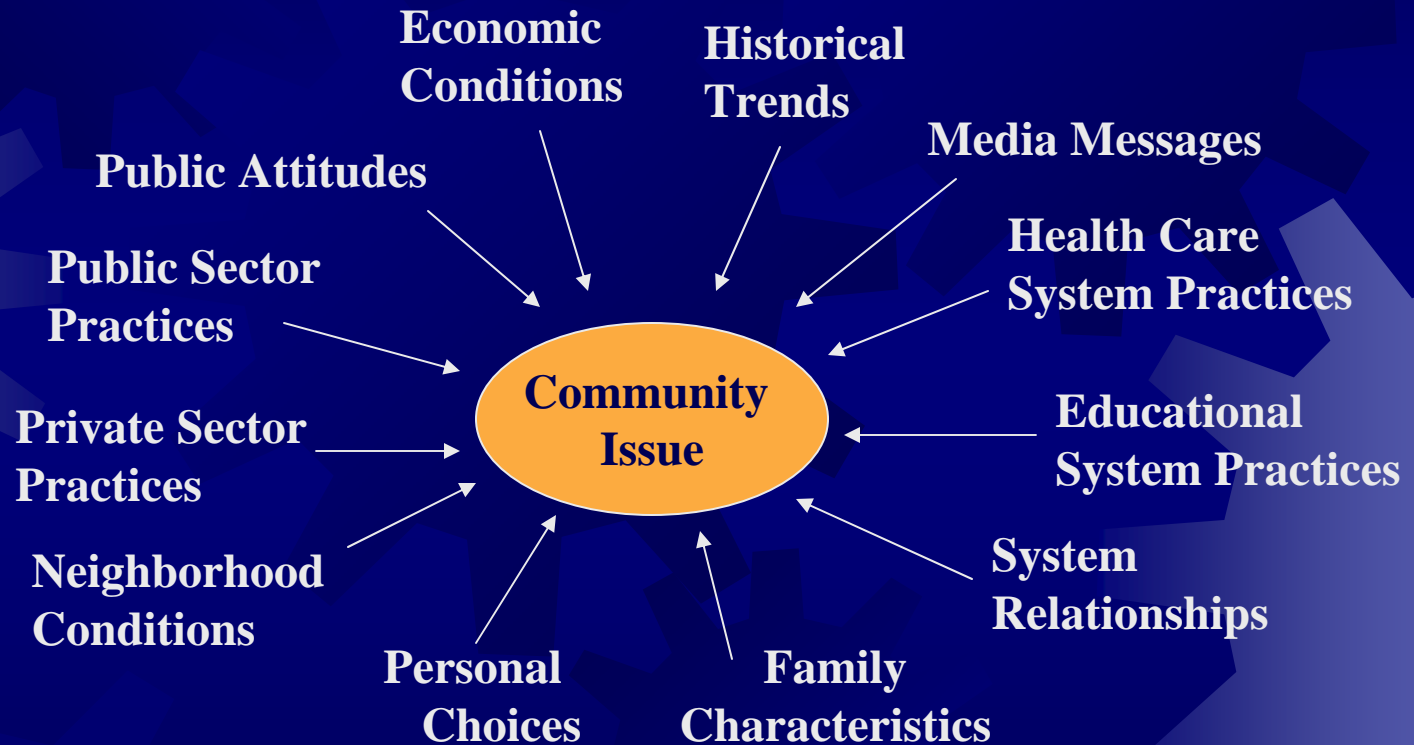 Economic
Conditions
Historical
Trends
Media Messages
Public Attitudes
Health Care
System Practices
Public Sector
Practices
Community
Issue
Educational
System Practices
Private Sector
Practices
System
Relationships
Neighborhood
Conditions
Personal
Choices
Family
Characteristics